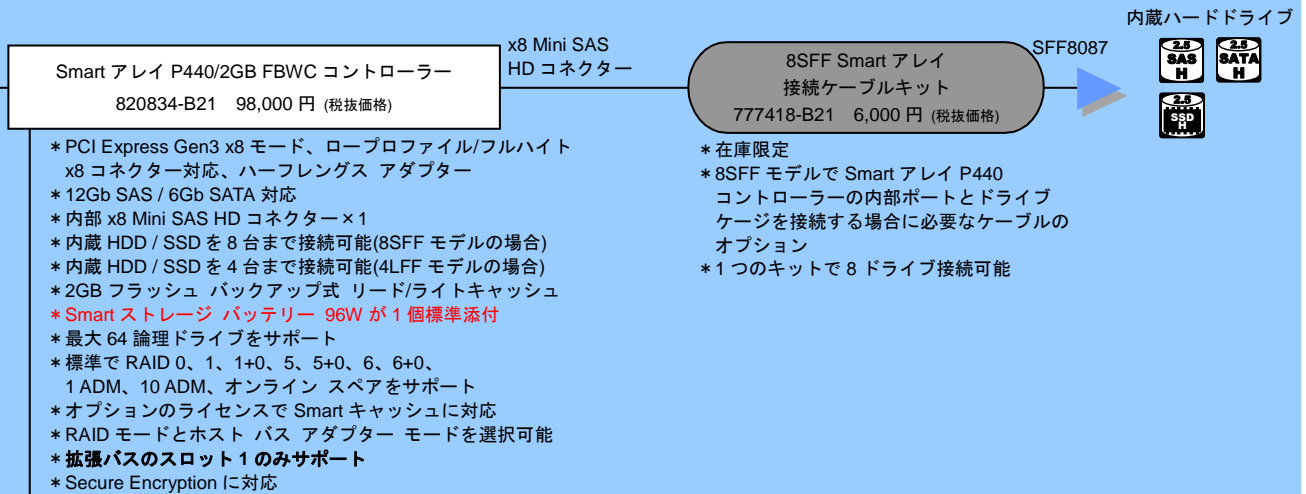 内蔵ハードドライブ
x8 Mini SAS
HD コネクター
SFF8087
2.5
SAS
H
2.5
SATA
H
2.5
SSD
H
Smart アレイ P440/2GB FBWC コントローラー
820834-B21 98,000 円 (税抜価格)
8SFF Smart アレイ
接続ケーブルキット
777418-B21 6,000 円 (税抜価格)
*PCI Express Gen3 x8 モード、ロープロファイル/フルハイト
x8 コネクター対応、ハーフレングス アダプター
*12Gb SAS / 6Gb SATA 対応
*内部 x8 Mini SAS HD コネクター×1
*内蔵 HDD / SSD を 8 台まで接続可能(8SFF モデルの場合)
*内蔵 HDD / SSD を 4 台まで接続可能(4LFF モデルの場合)
*2GB フラッシュ バックアップ式 リード/ライトキャッシュ
*Smart ストレージ バッテリー 96W が 1 個標準添付
*最大 64 論理ドライブをサポート
*標準で RAID 0、1、1+0、5、5+0、6、6+0、
1 ADM、10 ADM、オンライン スペアをサポート
*オプションのライセンスで Smart キャッシュに対応
*RAID モードとホスト バス アダプター モードを選択可能
*拡張バスのスロット 1 のみサポート
*Secure Encryption に対応
*在庫限定
*8SFF モデルで Smart アレイ P440
コントローラーの内部ポートとドライブ
ケージを接続する場合に必要なケーブルの
オプション
*1 つのキットで 8 ドライブ接続可能